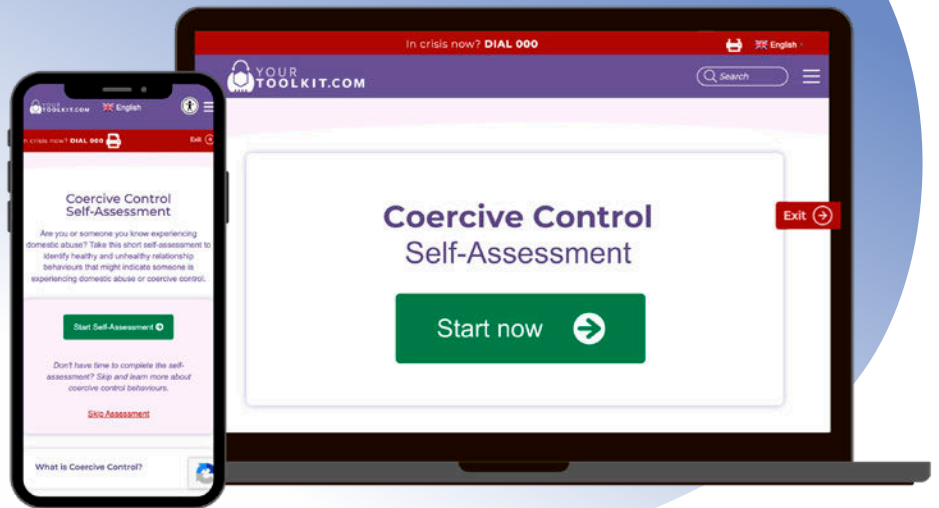 YOUR
TOOLKIT.COM
English
In crisis now? DIAL 000
Exit
Coercive Control
Self-Assessment
Are you or someone you know experiencing
domestic abuse? Take this short self-assessment to
identify healthy and unhealthy relationship
behaviours that might indicate someone is
experiencing domestic abuse or coercive control.
Start Self-Assessment
Don't have time to complete the self-
assessment? Skip and learn more about
coercive control behaviours.
Skip Assessment
What is Coercive Control?
In crisis now? DIAL 000
English
YOUR
TOOLKIT.COM
Search
Coercive Control
Self-Assessment
Exit
Start now